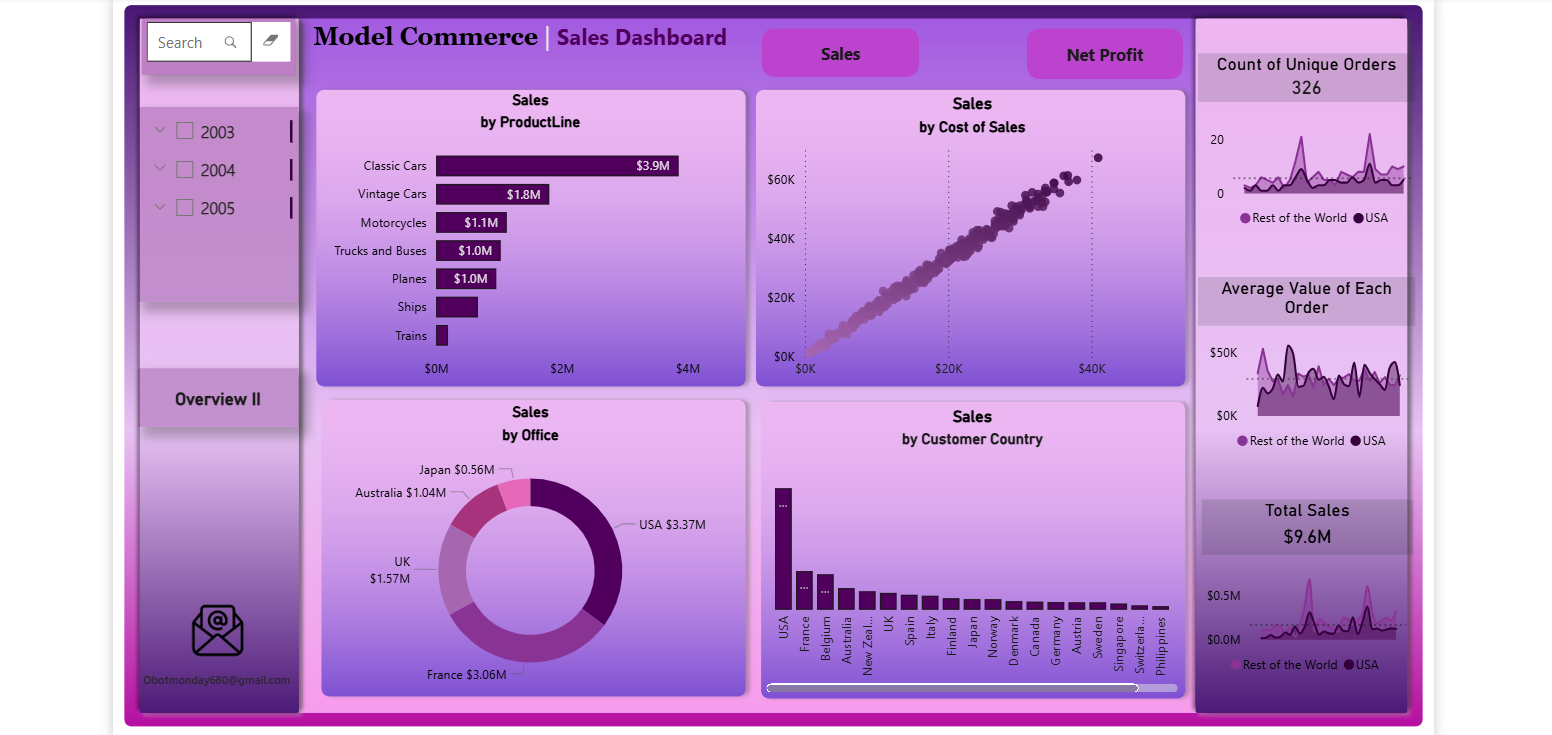 Search
Model Commerce | Sales Dashboard
Sales
Net Profit
2003
2004
2005
Overview II
Obotmonday680@gmail.com
Sales
by ProductLine
Classic Cars $3.9M
Vintage Cars $1.8M
Motorcycles $1.1M
Trucks and Buses $1.0M
Planes $1.0M
Ships
Trains
$0M $2M $4M
Sales
by Cost of Sales
$60K
$40K
$20K
$0K
$0K $20K $40K
Sales
by Office
Japan $0.56M
Australia $1.04M
USA $3.37M
UK
$1.57M
France $3.06M
Sales
by Customer Country
...
...
...
USA
France
Belgium
Australia
New Zeal...
UK
Spain
Italy
Finland
Japan
Norway
Denmark
Canada
Germany
Austria
Sweden
Singapore
Switzerla...
Philippines
Count of Unique Orders
326
20
0
Rest of the World USA
Average Value of Each
Order
$50K
$0K
Rest of the World USA
Total Sales
$9.6M
$0.5M
$0.0M
Rest of the World USA